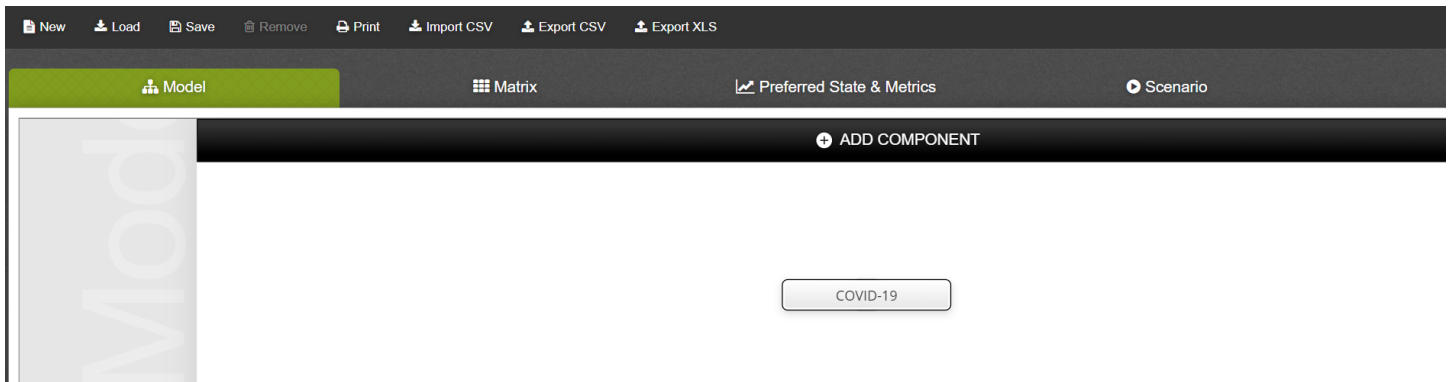 New Load Save Remove Print Import CSV Export CSV Export XLS
Model Matrix Preferred State & Metrics Scenario
ADD COMPONENT
COVID-19
Mod